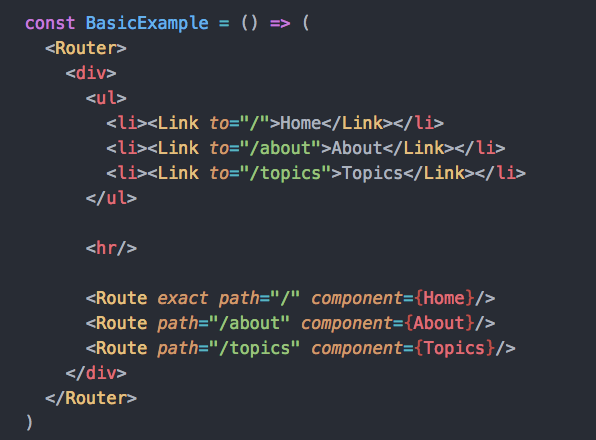 const BasicExample = () => (
  <Router>
    <div>
      <ul>
        <li><Link to="/">Home</Link></li>
        <li><Link to="/about">About</Link></li>
        <li><Link to="/topics">Topics</Link></li>
      </ul>

      <hr/>

      <Route exact path="/" component={Home}/>
      <Route path="/about" component={About}/>
      <Route path="/topics" component={Topics}/>
    </div>
  </Router>
)